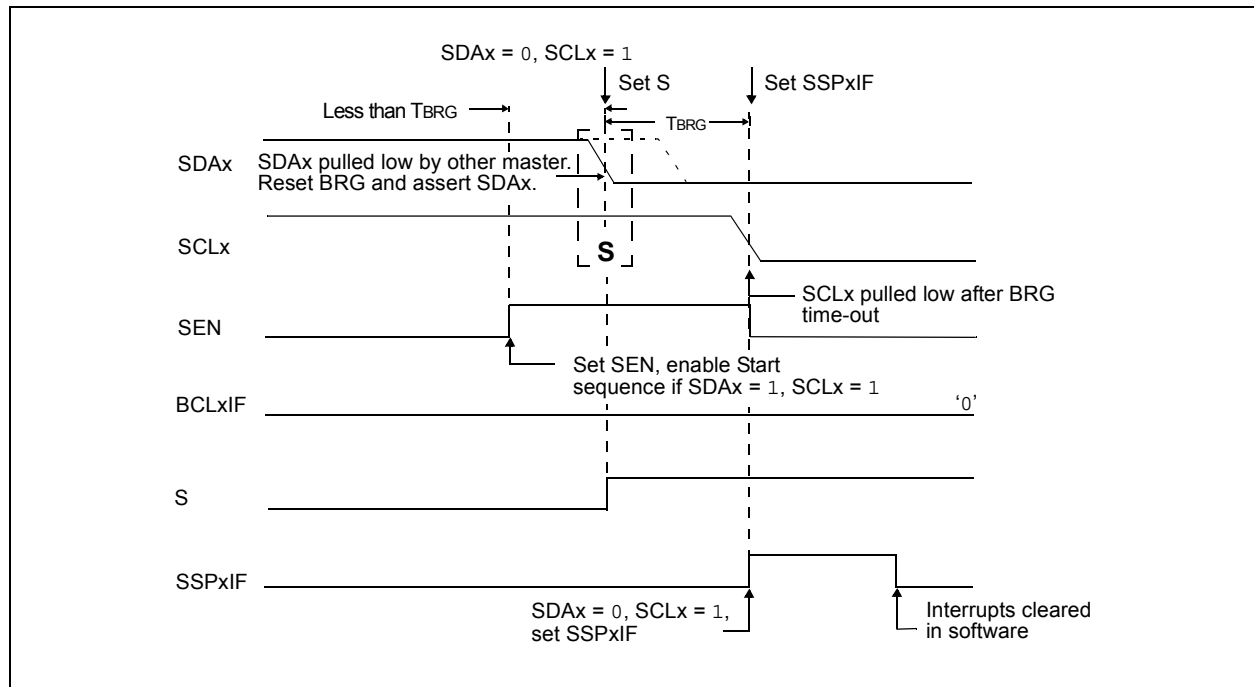 SDAx = 0, SCLx = 1
Set S
Set SSPxIF
Less than TBRG
TBRG
SDAx
SDAx pulled low by other master.
Reset BRG and assert SDAx.
SCLx
S
SCLx pulled low after BRG
time-out
SEN
Set SEN, enable Start
sequence if SDAx = 1, SCLx = 1
BCLxIF
‘0’
S
SSPxIF
SDAx = 0, SCLx = 1,
set SSPxIF
Interrupts cleared
in software